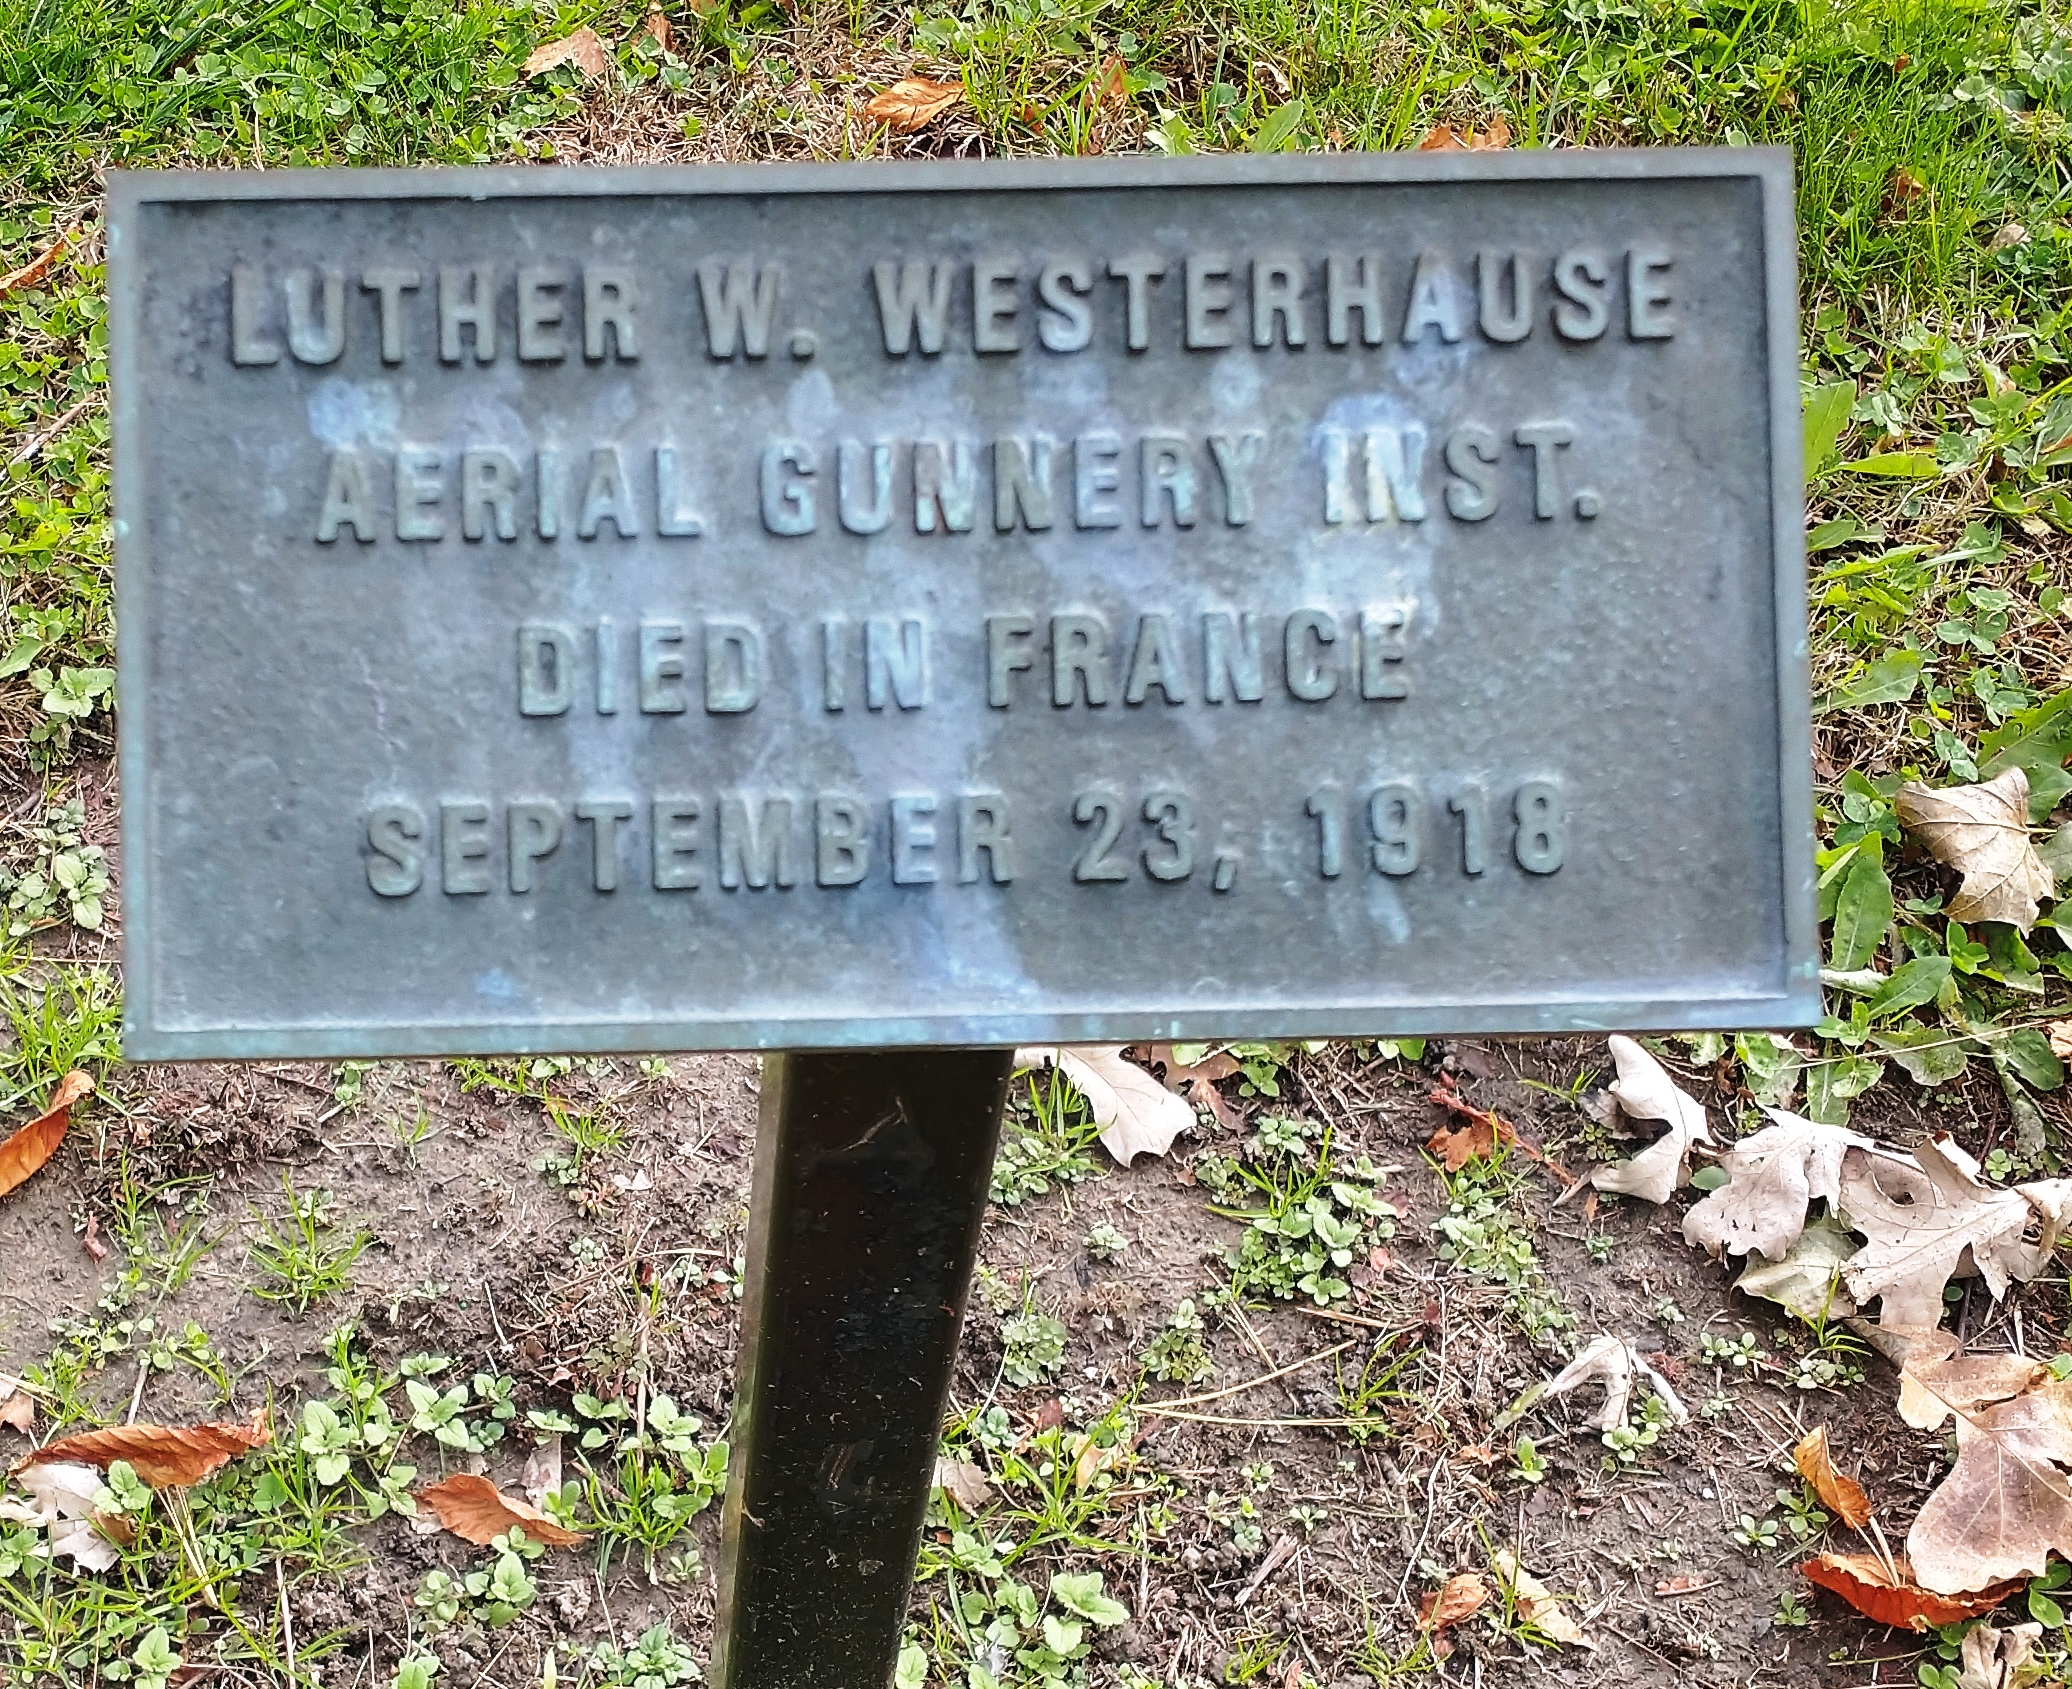 LUTHER W. WESTERHAUSE
AERIAL GUNNERY INST.
DIED IN FRANCE
SEPTEMBER 23, 1918